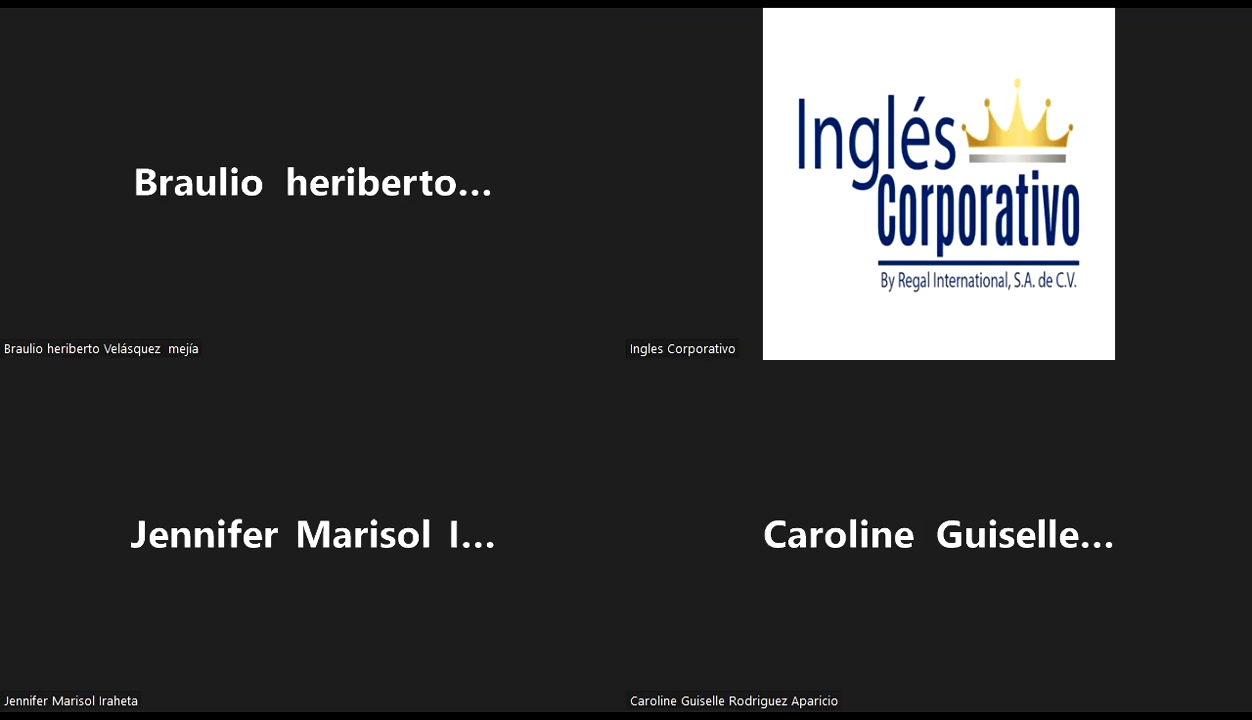 Braulio heriberto...
Inglés
Corporativo
By Regal International, S.A. de C.V.
Braulio heriberto Velásquez mejía
Ingles Corporativo
Jennifer Marisol I...
Caroline Guiselle...
Jennifer Marisol Iraheta
Caroline Guiselle Rodriguez Aparicio